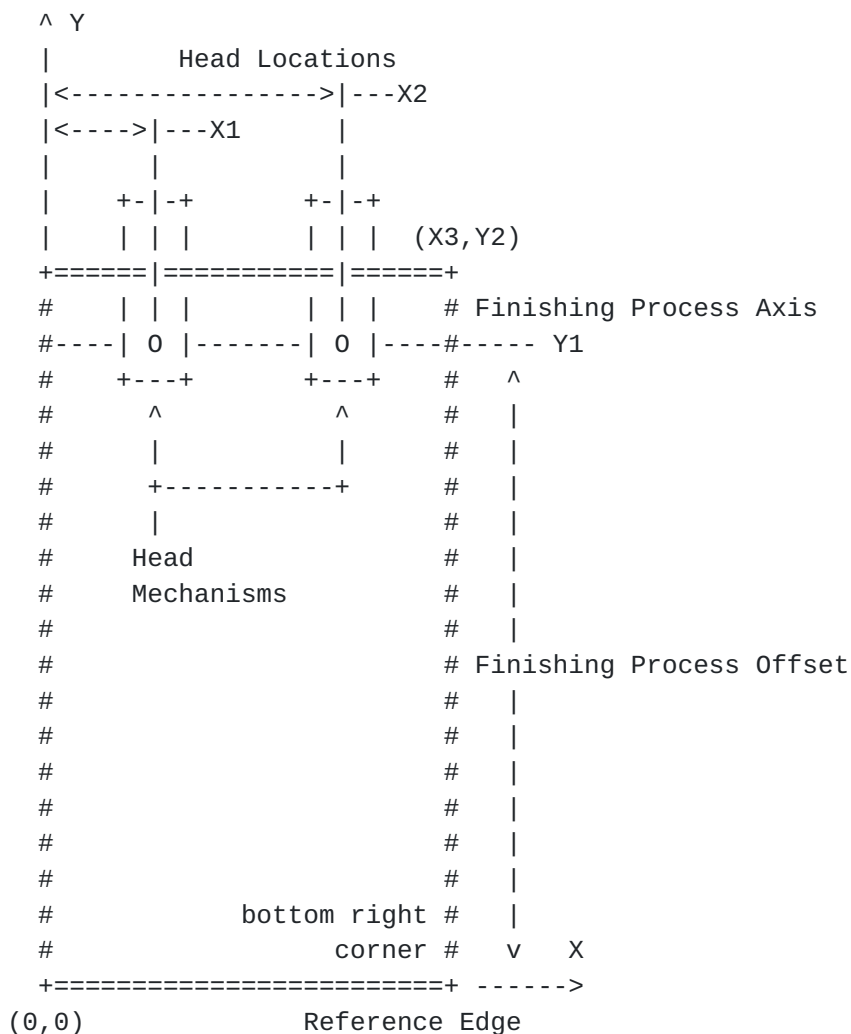 ^ Y
|        Head Locations
|<----------------->|---X2
|<---->|---X1        |
|      |           |
|    +-|-+       +-|-+
|    | | |       | | |  (X3,Y2)
+======|===========|======+
#    | | |       | | |    # Finishing Process Axis
#----| O |-------| O |----#----- Y1
#    +---+       +---+    #   ^
#      ^           ^      #   |
#      |           |      #   |
#      +-----------+      #   |
#      |                  #   |
#     Head                #   |
#     Mechanisms          #   |
#                         #   |
#                         # Finishing Process Offset
#                         #   |
#                         #   |
#                         #   |
#                         #   |
#                         #   |
#                         #   |
#            bottom right #   |
#                  corner #   v   X
+=========================+ ------>
(0,0)              Reference Edge